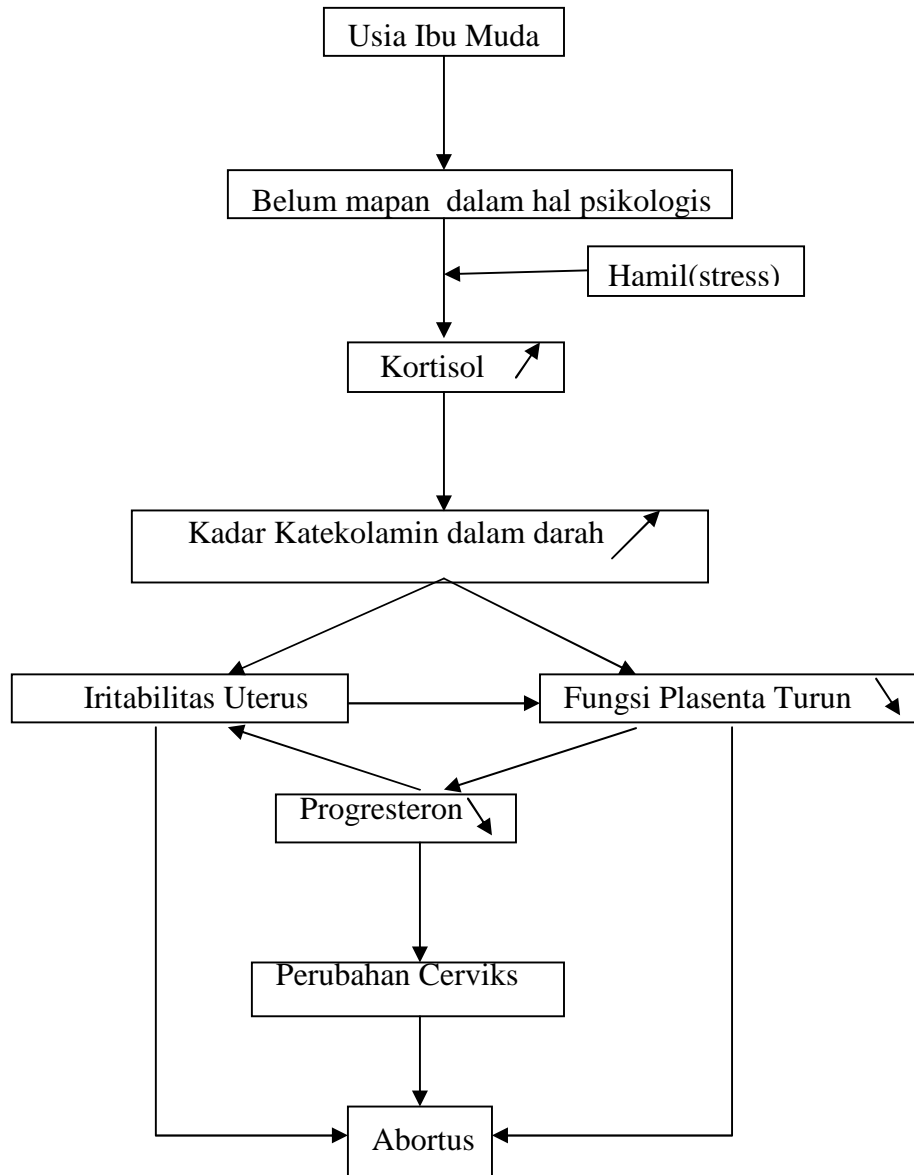 Usia Ibu Muda
Belum mapan dalam hal psikologis
Hamil(stress)
Kortisol
Kadar Katekolamin dalam darah
Iritabilitas Uterus
Fungsi Plasenta Turun
Progresteron
Perubahan Cerviks
Abortus